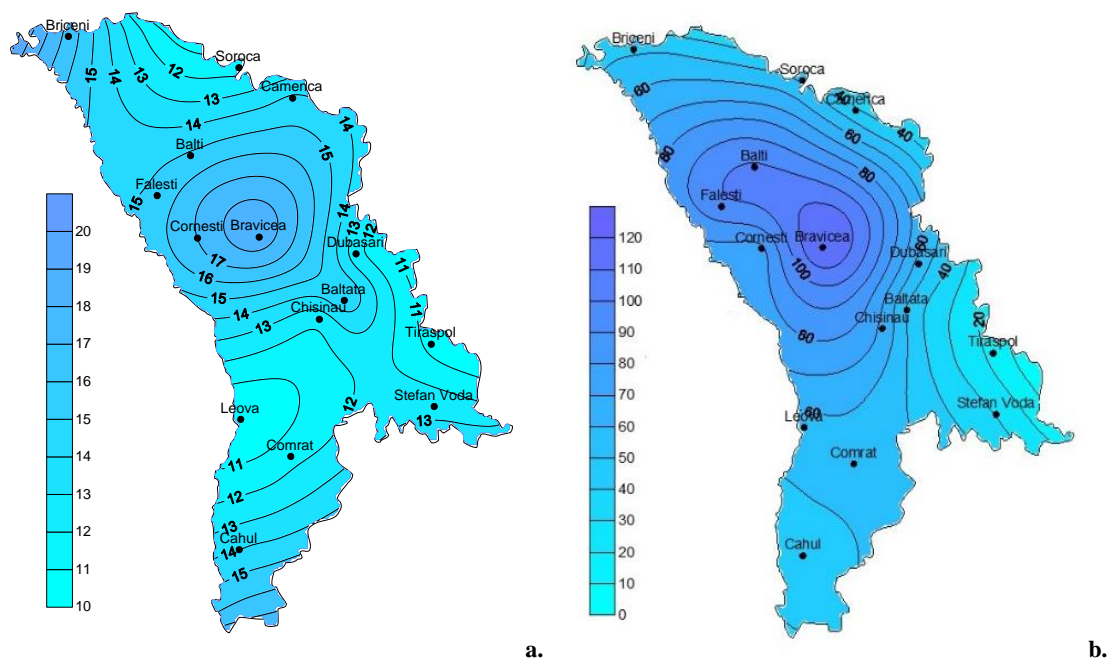 Briceni
15
14
13
12
Soroca
13
Camenca
14
14
15
Balti
Falesti
15
14
13
12
Cornesti
Bravicea
Dubasari
17
11
16
15
Baltata
14
11
13
Chisinau
Tiraspol
12
Leova
Stefan Voda
13
Comrat
11
12
13
Cahul
14
15
20
19
18
17
16
15
14
13
12
11
10
a.
Briceni
Soroca
60
40
Camenca
40
60
80
Balti
80
Falesti
Cornesti
Bravicea
60
Dubasari
100
40
Baltata
Chisinau
20
80
Tiraspol
60
Leova
Stefan Voda
Comrat
Cahul
120
110
100
90
80
70
60
50
40
30
20
10
0
b.